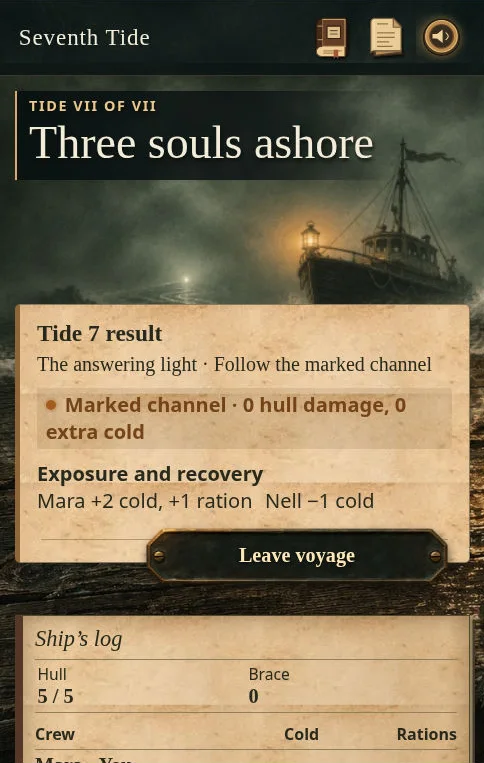 Seventh Tide
TIDE VII OF VII
Three souls ashore
Tide 7 result
The answering light · Follow the marked channel
Marked channel · 0 hull damage, 0
extra cold
Exposure and recovery
Mara +2 cold, +1 ration Nell −1 cold
Leave voyage
Ship’s log
Hull Brace
5 / 5 0
Crew Cold Rations